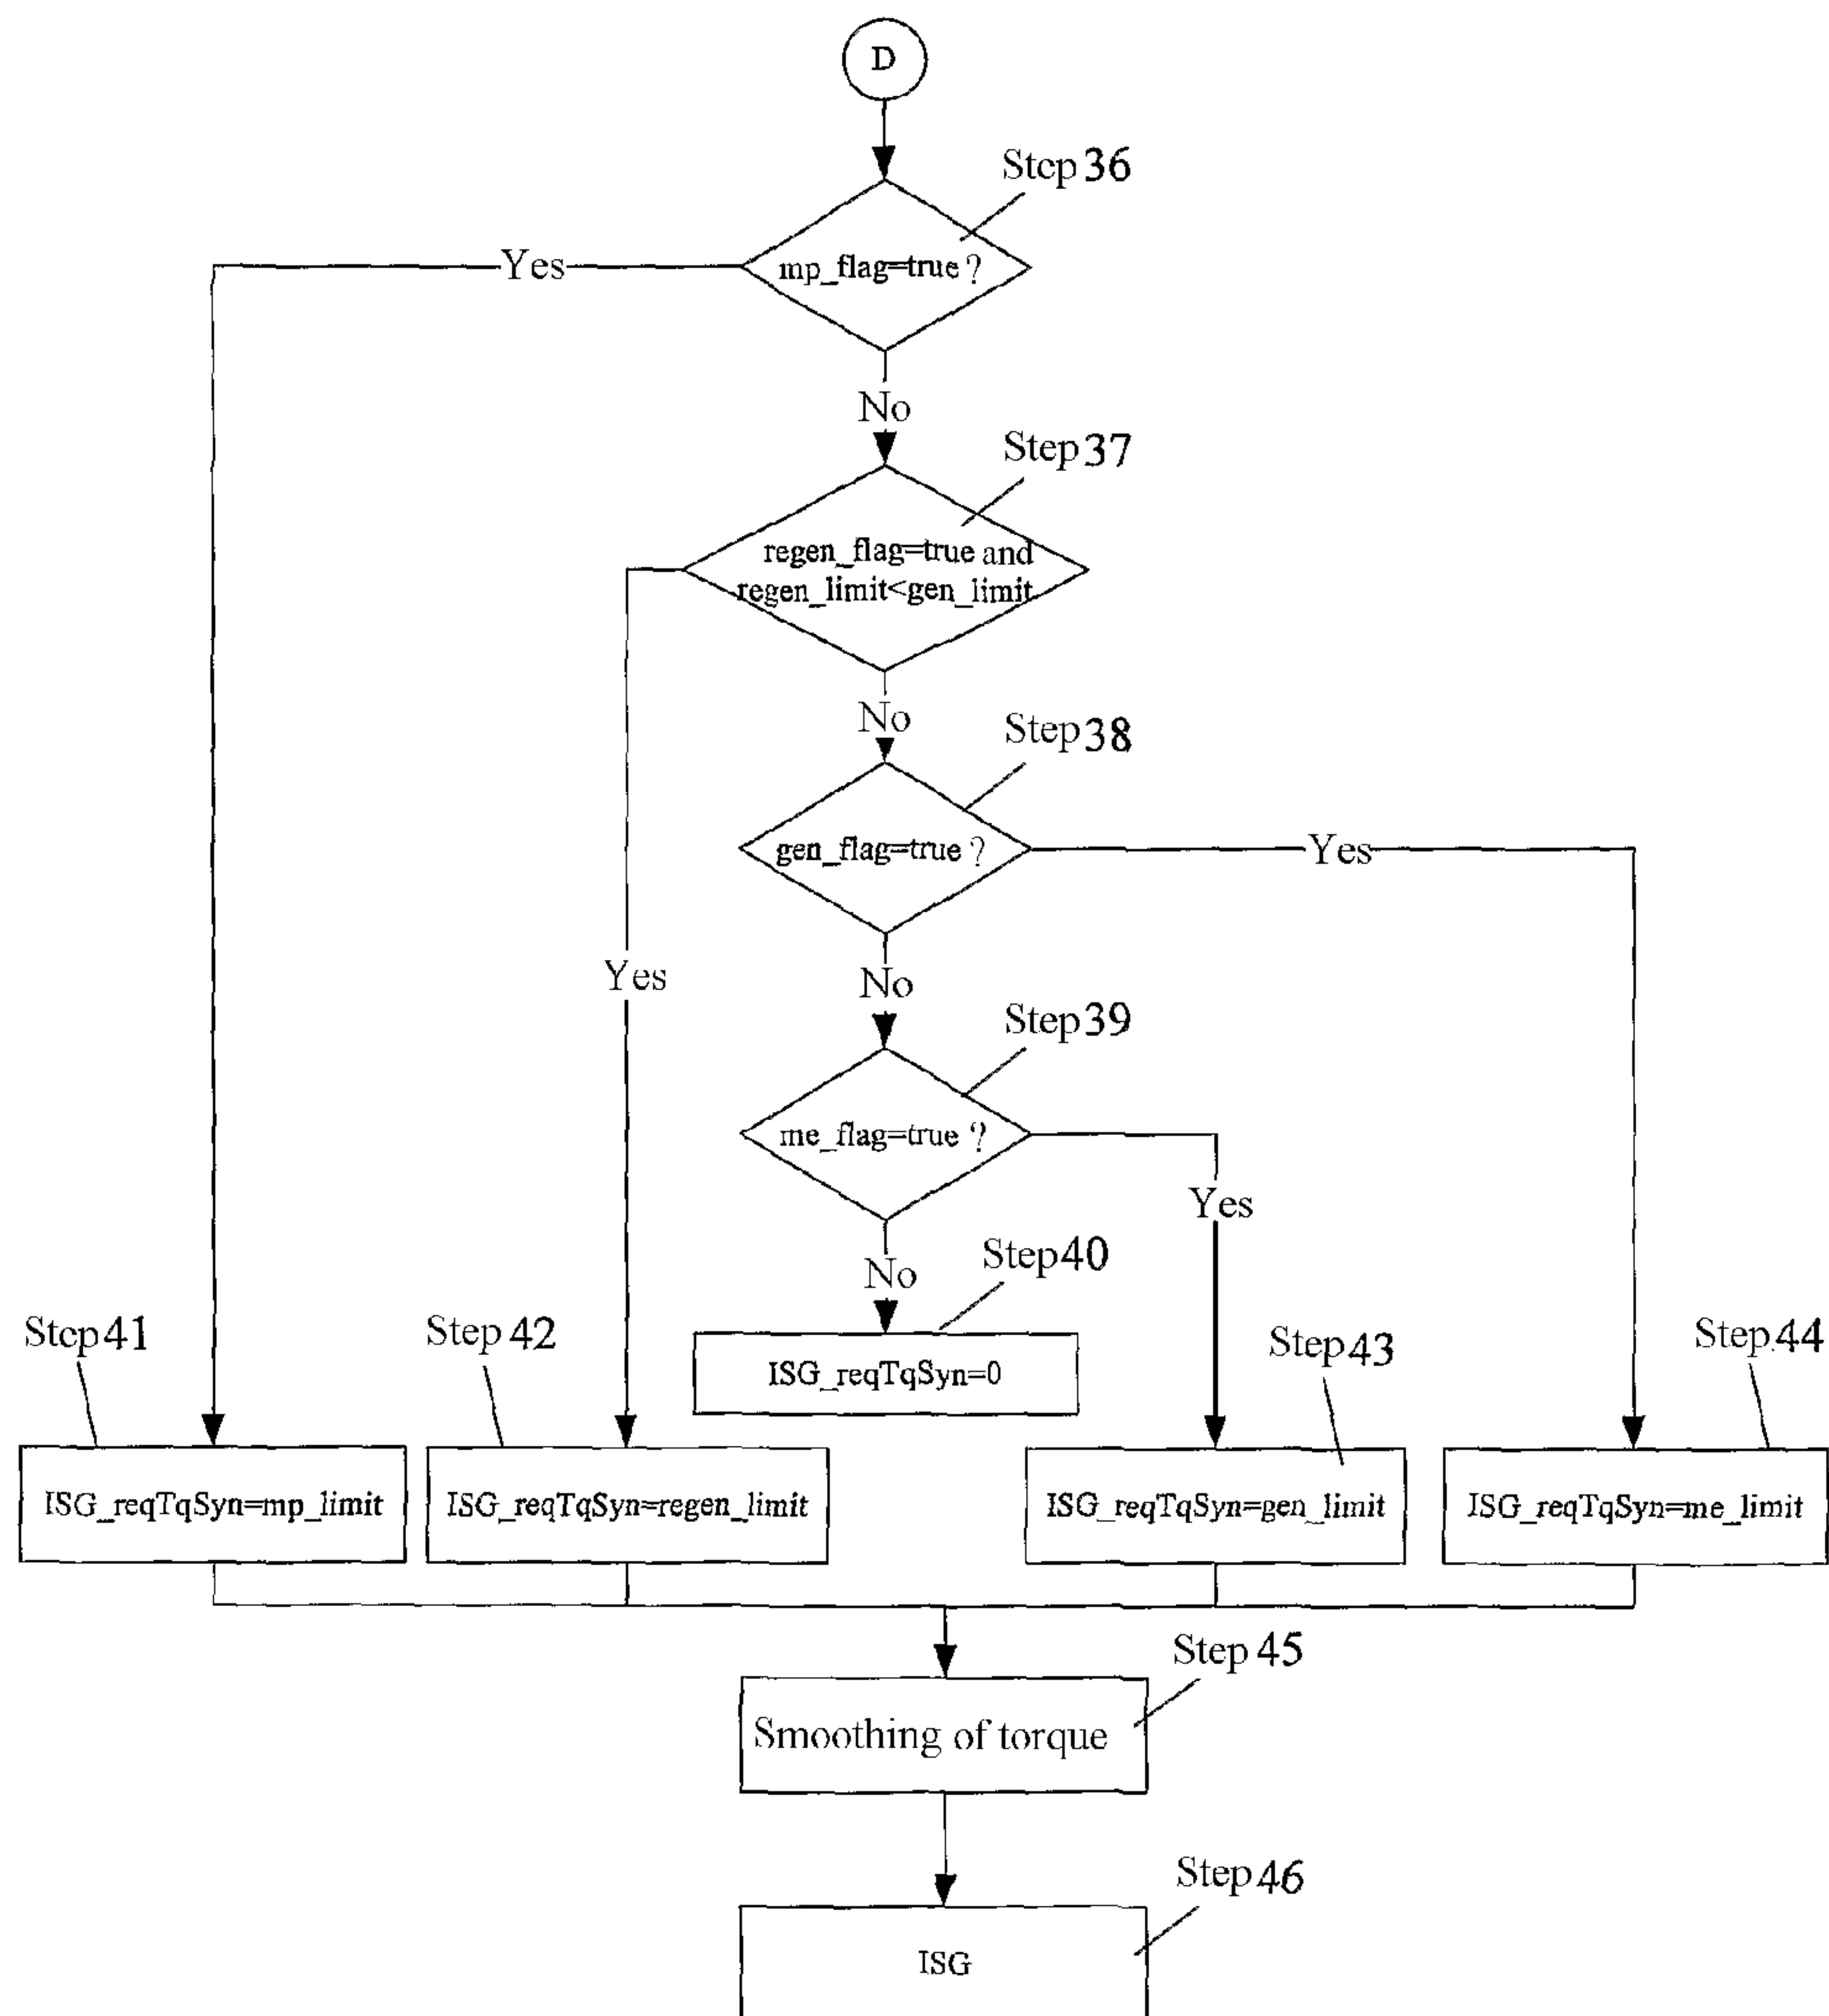 D
Step 36
Yes
mp_flag=true ?
No
Step 37
regen_flag=true and
regen_limit<gen_limit
No
Step 38
gen_flag=true ?
Yes
Yes
No
Step 39
me_flag=true ?
Yes
No
Step 40
Step 41
Step 42
ISG_reqTqSyn=0
Step 43
Step 44
ISG_reqTqSyn=mp_limit
ISG_reqTqSyn=regen_limit
ISG_reqTqSyn=gen_limit
ISG_reqTqSyn=me_limit
Step 45
Smoothing of torque
Step 46
ISG